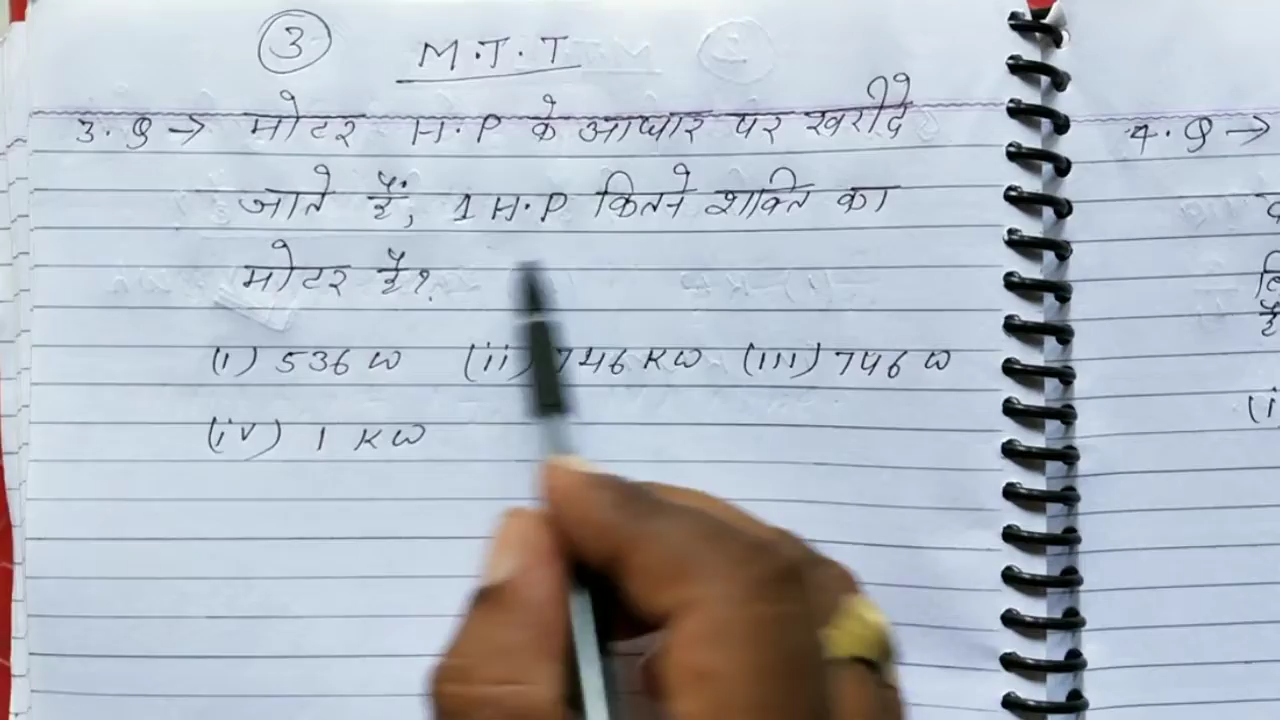 3
M.T.T
3.Q → मोटर H.P के आधार पर खरीदे
जाते हैं, 1 H.P कितने शक्ति का
मोटर है?
(i) 536 W (ii) 746 KW (iii) 746 W
(iv) 1 KW
4.Q →
(i